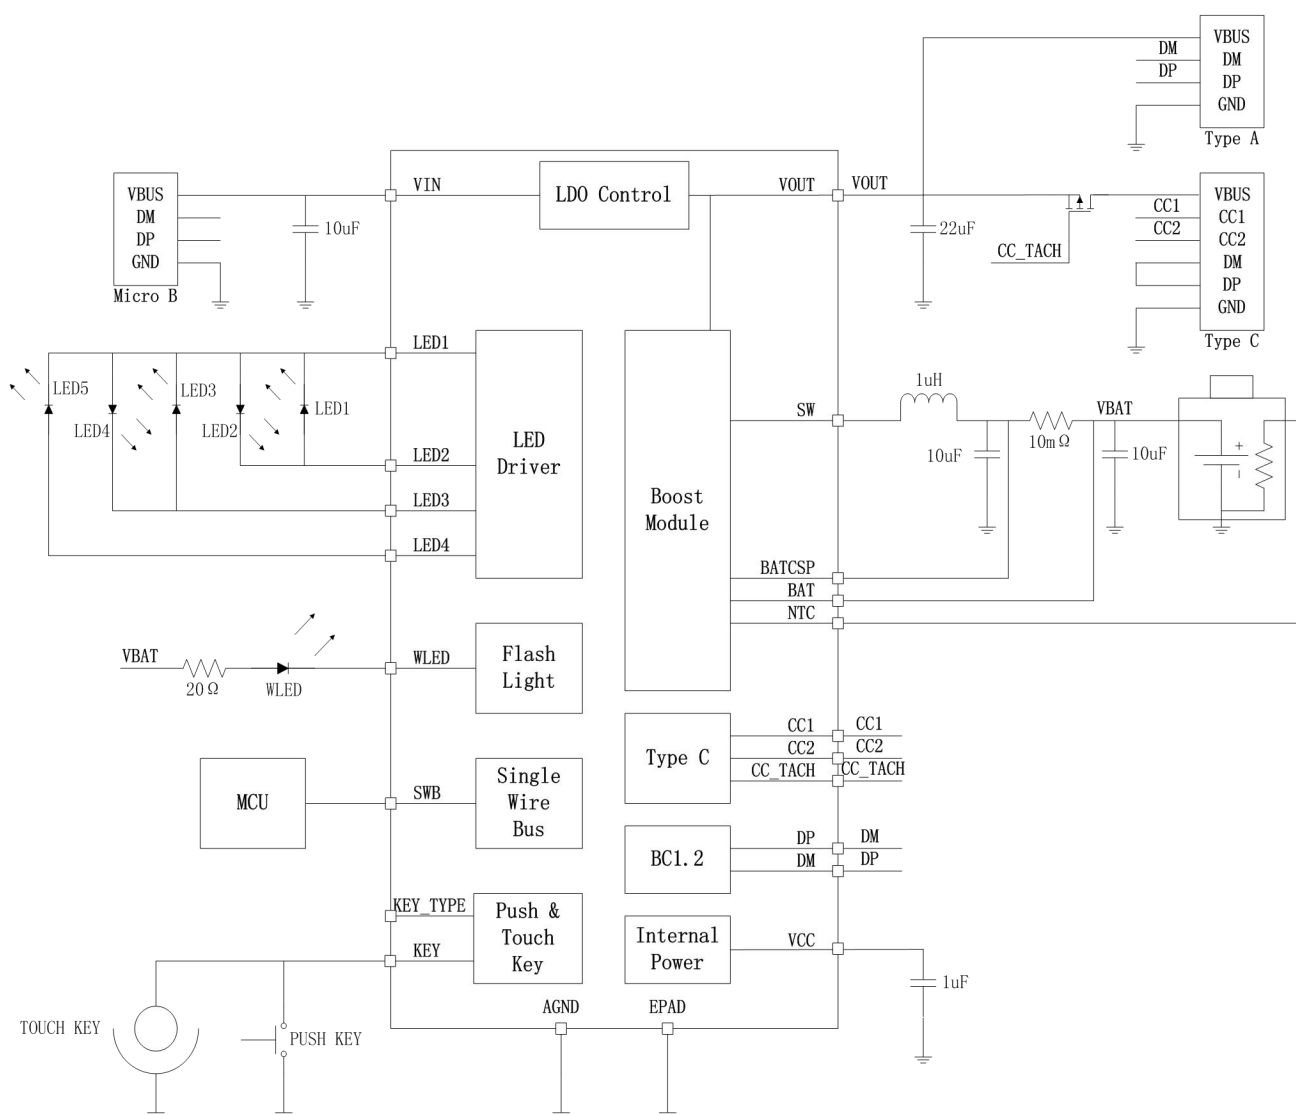 VBUS
DM
DM
DP
DP
GND
Type A
VIN
LDO Control
VOUT
VOUT
VBUS
DM
DP
GND
Micro B
10uF
22uF
CC_TACH
VBUS
CC1
CC1
CC2
CC2
DM
DP
GND
Type C
LED1
LED5
LED3
LED1
LED4
LED2
LED2
LED3
LED4
LED
Driver
Boost
Module
SW
1uH
10uF
10mΩ
VBAT
10uF
+
-
BATCSP
BAT
NTC
VBAT
20Ω
WLED
WLED
Flash
Light
Type C
CC1
CC1
CC2
CC2
CC_TACH
CC_TACH
MCU
SWB
Single
Wire
Bus
BC1.2
DP
DM
DM
DP
KEY_TYPE
KEY
Push &
Touch
Key
Internal
Power
VCC
1uF
TOUCH KEY
PUSH KEY
AGND
EPAD